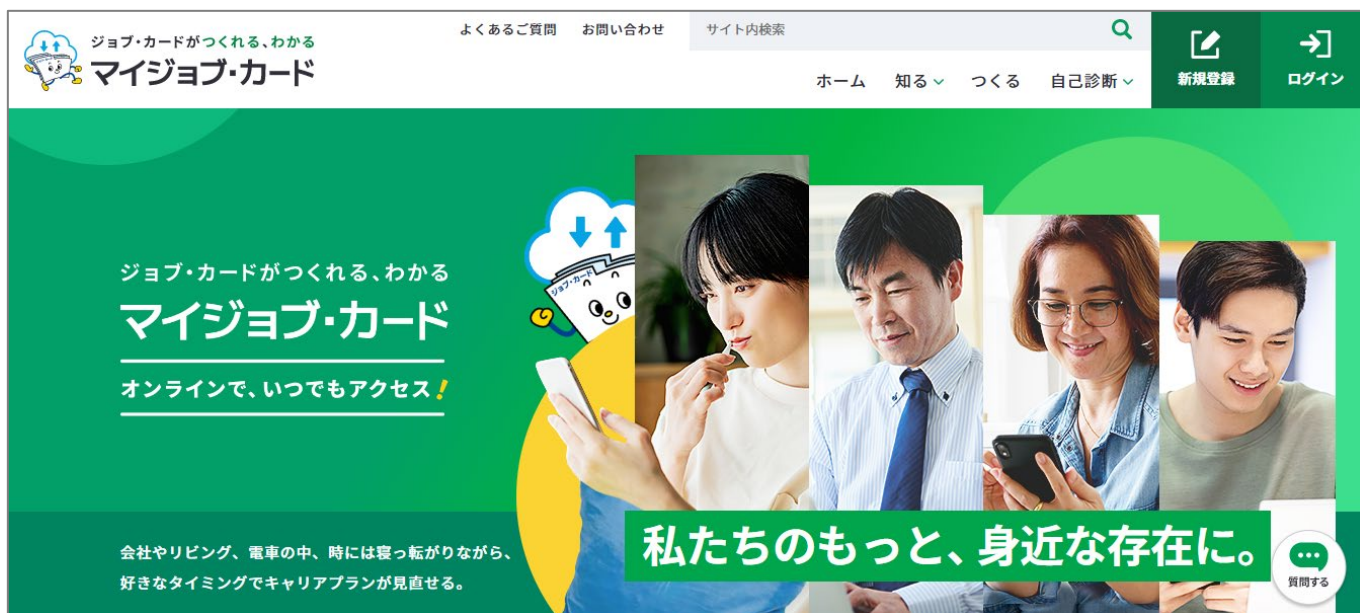 よくあるご質問 お問い合わせ サイト内検索
ジョブ・カードがつくれる、わかる
マイジョブ・カード
ホーム 知る つくる 自己診断
新規登録 ログイン
ジョブ・カード
ジョブ・カードがつくれる、わかる
マイジョブ・カード
オンラインで、いつでもアクセス!
私たちのもっと、身近な存在に。
会社やリビング、電車の中、時には寝っ転がりながら、
好きなタイミングでキャリアプランが見直せる。
質問する